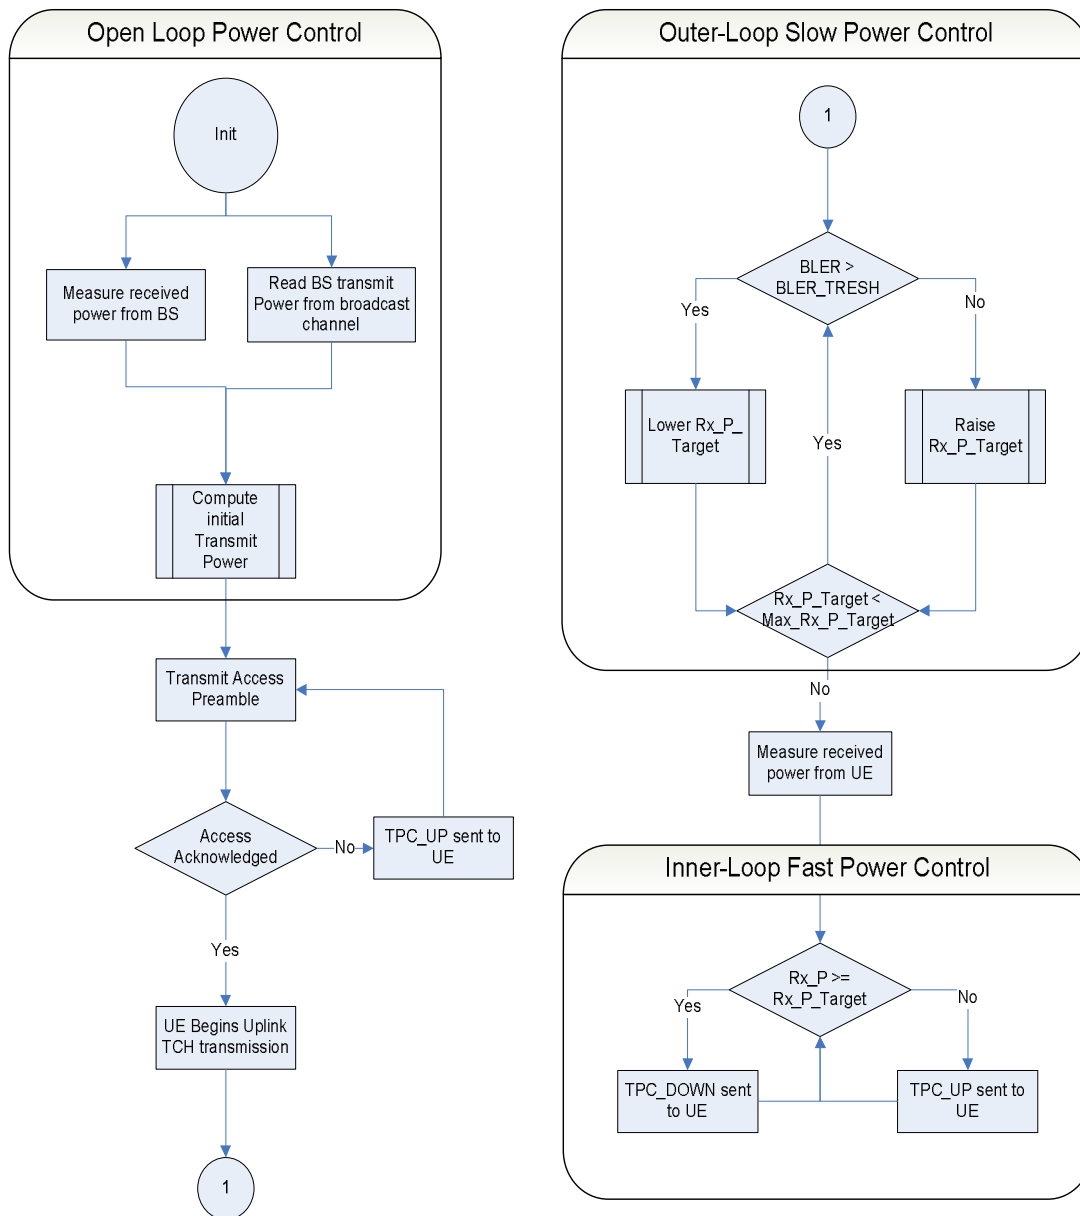 Open Loop Power Control
Init
Measure received
power from BS
Read BS transmit
Power from broadcast
channel
Compute
initial
Transmit
Power
Transmit Access
Preamble
Access
Acknowledged
No
TPC_UP sent to
UE
Yes
UE Begins Uplink
TCH transmission
1
Outer-Loop Slow Power Control
1
BLER >
BLER_TRESH
Yes
No
Lower Rx_P_
Target
Yes
Raise
Rx_P_Target
Rx_P_Target <
Max_Rx_P_Target
No
Measure received
power from UE
Inner-Loop Fast Power Control
Rx_P >=
Rx_P_Target
Yes
No
TPC_DOWN sent
to UE
TPC_UP sent to
UE